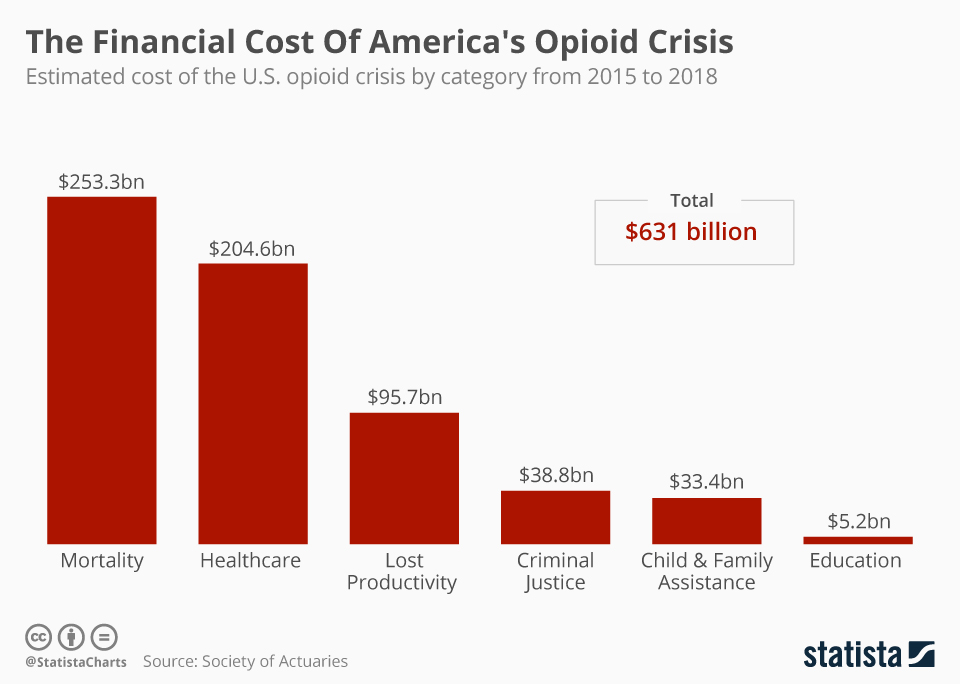 The Financial Cost Of America's Opioid Crisis
Estimated cost of the U.S. opioid crisis by category from 2015 to 2018
$253.3bn
$204.6bn
$95.7bn
$38.8bn
$33.4bn
$5.2bn
Total
$631 billion
Mortality
Healthcare
Lost
Productivity
Criminal
Justice
Child & Family
Assistance
Education
cc
@StatistaCharts Source: Society of Actuaries
statista